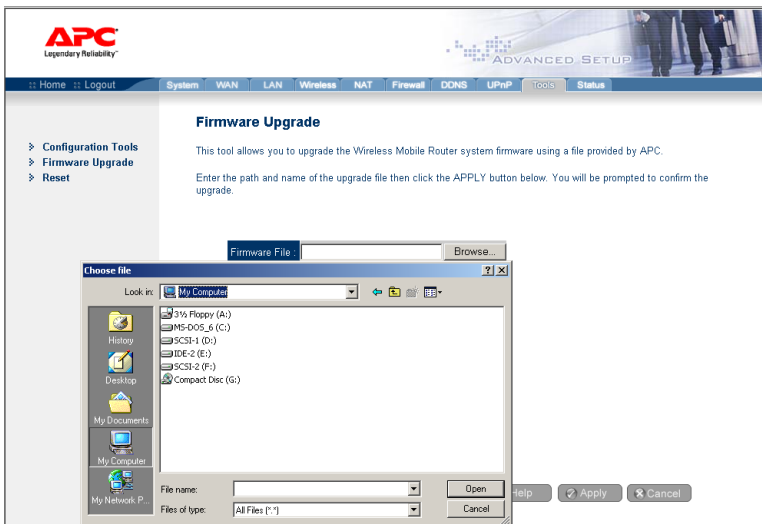 APC
Legendary Reliability™
ADVANCED SETUP
:: Home :: Logout
System WAN LAN Wireless NAT Firewall DDNS UPnP Tools Status
Configuration Tools
Firmware Upgrade
Reset
Firmware Upgrade
This tool allows you to upgrade the Wireless Mobile Router system firmware using a file provided by APC.
Enter the path and name of the upgrade file then click the APPLY button below. You will be prompted to confirm the
upgrade.
Firmware File : Browse...
Choose file
Look in: My Computer
History
Desktop
My Documents
My Computer
My Network P...
3½ Floppy (A:)
MS-DOS_6 (C:)
SCSI-1 (D:)
IDE-2 (E:)
SCSI-2 (F:)
Compact Disc (G:)
File name: Open
Files of type: All Files (*.*) Cancel
Help Apply Cancel